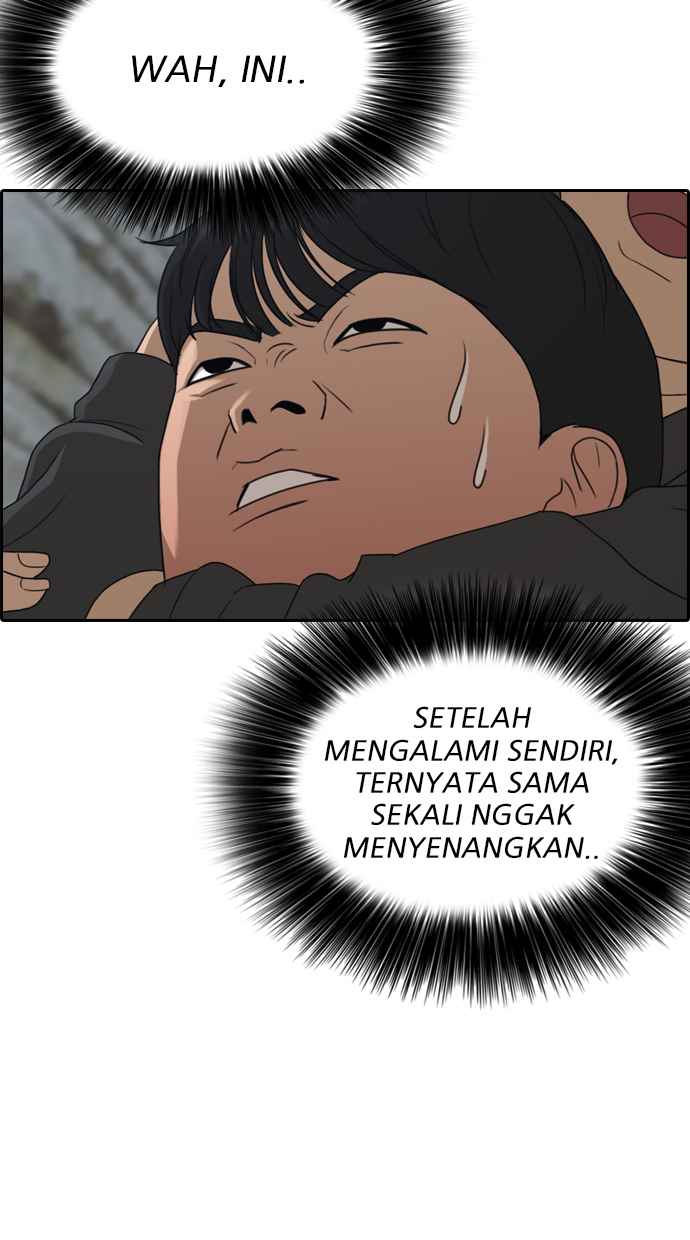 WAH, INI..
SETELAH
MENGALAMI SENDIRI,
TERNYATA SAMA
SEKALI NGGAK
MENYENANGKAN..